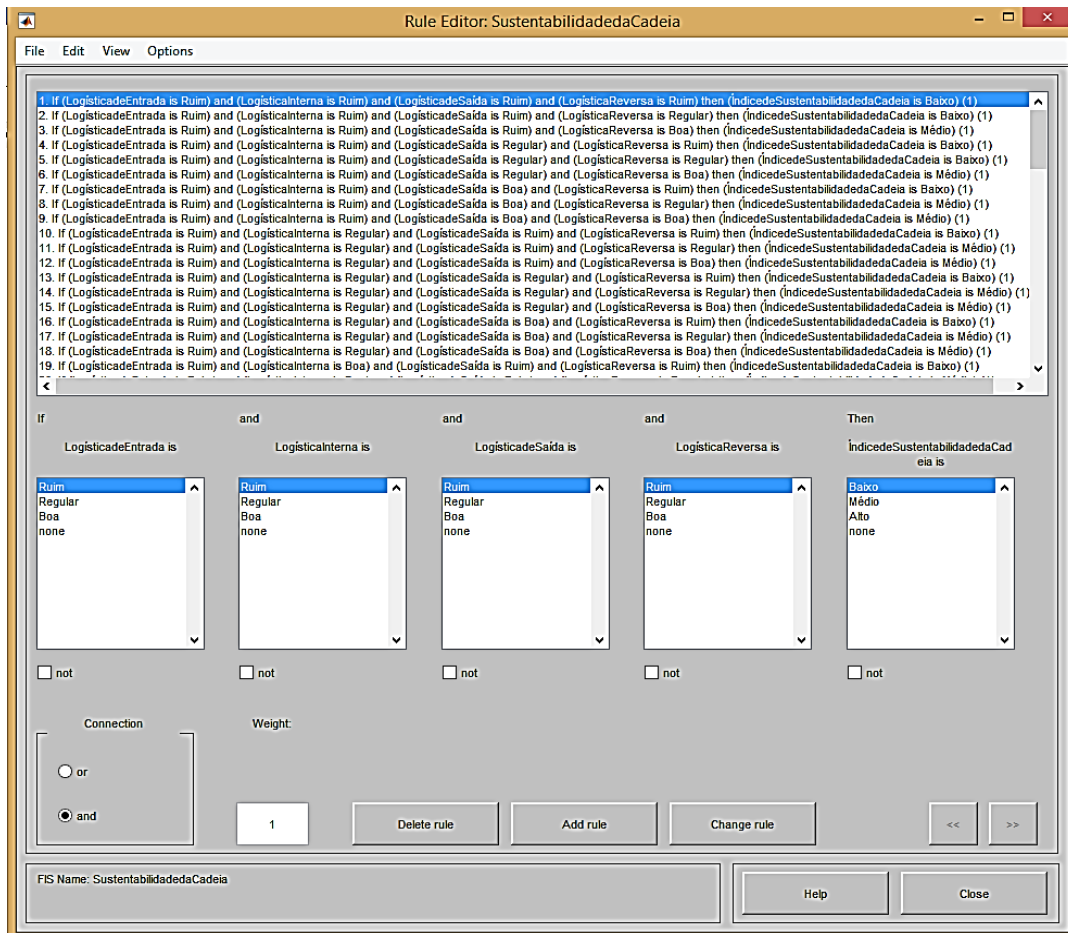 Rule Editor: SustentabilidadedaCadeia
File Edit View Options
1. If (LogísticadeEntrada is Ruim) and (LogísticaInterna is Ruim) and (LogísticadeSaída is Ruim) and (LogísticaReversa is Ruim) then (ÍndicedeSustentabilidadedaCadeia is Baixo) (1)
2. If (LogísticadeEntrada is Ruim) and (LogísticaInterna is Ruim) and (LogísticadeSaída is Ruim) and (LogísticaReversa is Regular) then (ÍndicedeSustentabilidadedaCadeia is Baixo) (1)
3. If (LogísticadeEntrada is Ruim) and (LogísticaInterna is Ruim) and (LogísticadeSaída is Ruim) and (LogísticaReversa is Boa) then (ÍndicedeSustentabilidadedaCadeia is Médio) (1)
4. If (LogísticadeEntrada is Ruim) and (LogísticaInterna is Ruim) and (LogísticadeSaída is Regular) and (LogísticaReversa is Ruim) then (ÍndicedeSustentabilidadedaCadeia is Baixo) (1)
5. If (LogísticadeEntrada is Ruim) and (LogísticaInterna is Ruim) and (LogísticadeSaída is Regular) and (LogísticaReversa is Regular) then (ÍndicedeSustentabilidadedaCadeia is Baixo) (1)
6. If (LogísticadeEntrada is Ruim) and (LogísticaInterna is Ruim) and (LogísticadeSaída is Regular) and (LogísticaReversa is Boa) then (ÍndicedeSustentabilidadedaCadeia is Médio) (1)
7. If (LogísticadeEntrada is Ruim) and (LogísticaInterna is Ruim) and (LogísticadeSaída is Boa) and (LogísticaReversa is Ruim) then (ÍndicedeSustentabilidadedaCadeia is Baixo) (1)
8. If (LogísticadeEntrada is Ruim) and (LogísticaInterna is Ruim) and (LogísticadeSaída is Boa) and (LogísticaReversa is Regular) then (ÍndicedeSustentabilidadedaCadeia is Médio) (1)
9. If (LogísticadeEntrada is Ruim) and (LogísticaInterna is Ruim) and (LogísticadeSaída is Boa) and (LogísticaReversa is Boa) then (ÍndicedeSustentabilidadedaCadeia is Médio) (1)
10. If (LogísticadeEntrada is Ruim) and (LogísticaInterna is Regular) and (LogísticadeSaída is Ruim) and (LogísticaReversa is Ruim) then (ÍndicedeSustentabilidadedaCadeia is Baixo) (1)
11. If (LogísticadeEntrada is Ruim) and (LogísticaInterna is Regular) and (LogísticadeSaída is Ruim) and (LogísticaReversa is Regular) then (ÍndicedeSustentabilidadedaCadeia is Médio) (1)
12. If (LogísticadeEntrada is Ruim) and (LogísticaInterna is Regular) and (LogísticadeSaída is Ruim) and (LogísticaReversa is Boa) then (ÍndicedeSustentabilidadedaCadeia is Médio) (1)
13. If (LogísticadeEntrada is Ruim) and (LogísticaInterna is Regular) and (LogísticadeSaída is Regular) and (LogísticaReversa is Ruim) then (ÍndicedeSustentabilidadedaCadeia is Baixo) (1)
14. If (LogísticadeEntrada is Ruim) and (LogísticaInterna is Regular) and (LogísticadeSaída is Regular) and (LogísticaReversa is Regular) then (ÍndicedeSustentabilidadedaCadeia is Médio) (1)
15. If (LogísticadeEntrada is Ruim) and (LogísticaInterna is Regular) and (LogísticadeSaída is Regular) and (LogísticaReversa is Boa) then (ÍndicedeSustentabilidadedaCadeia is Médio) (1)
16. If (LogísticadeEntrada is Ruim) and (LogísticaInterna is Regular) and (LogísticadeSaída is Boa) and (LogísticaReversa is Ruim) then (ÍndicedeSustentabilidadedaCadeia is Baixo) (1)
17. If (LogísticadeEntrada is Ruim) and (LogísticaInterna is Regular) and (LogísticadeSaída is Boa) and (LogísticaReversa is Regular) then (ÍndicedeSustentabilidadedaCadeia is Médio) (1)
18. If (LogísticadeEntrada is Ruim) and (LogísticaInterna is Regular) and (LogísticadeSaída is Boa) and (LogísticaReversa is Boa) then (ÍndicedeSustentabilidadedaCadeia is Médio) (1)
19. If (LogísticadeEntrada is Ruim) and (LogísticaInterna is Boa) and (LogísticadeSaída is Ruim) and (LogísticaReversa is Ruim) then (ÍndicedeSustentabilidadedaCadeia is Baixo) (1)
If and and and Then
LogísticadeEntrada is LogísticaInterna is LogísticadeSaída is LogísticaReversa is ÍndicedeSustentabilidadedaCad
eia is
Ruim Ruim Ruim Ruim Baixo
Regular Regular Regular Regular Médio
Boa Boa Boa Boa Alto
none none none none none
not not not not not
Connection Weight:
or
and 1 Delete rule Add rule Change rule << >>
FIS Name: SustentabilidadedaCadeia
Help Close